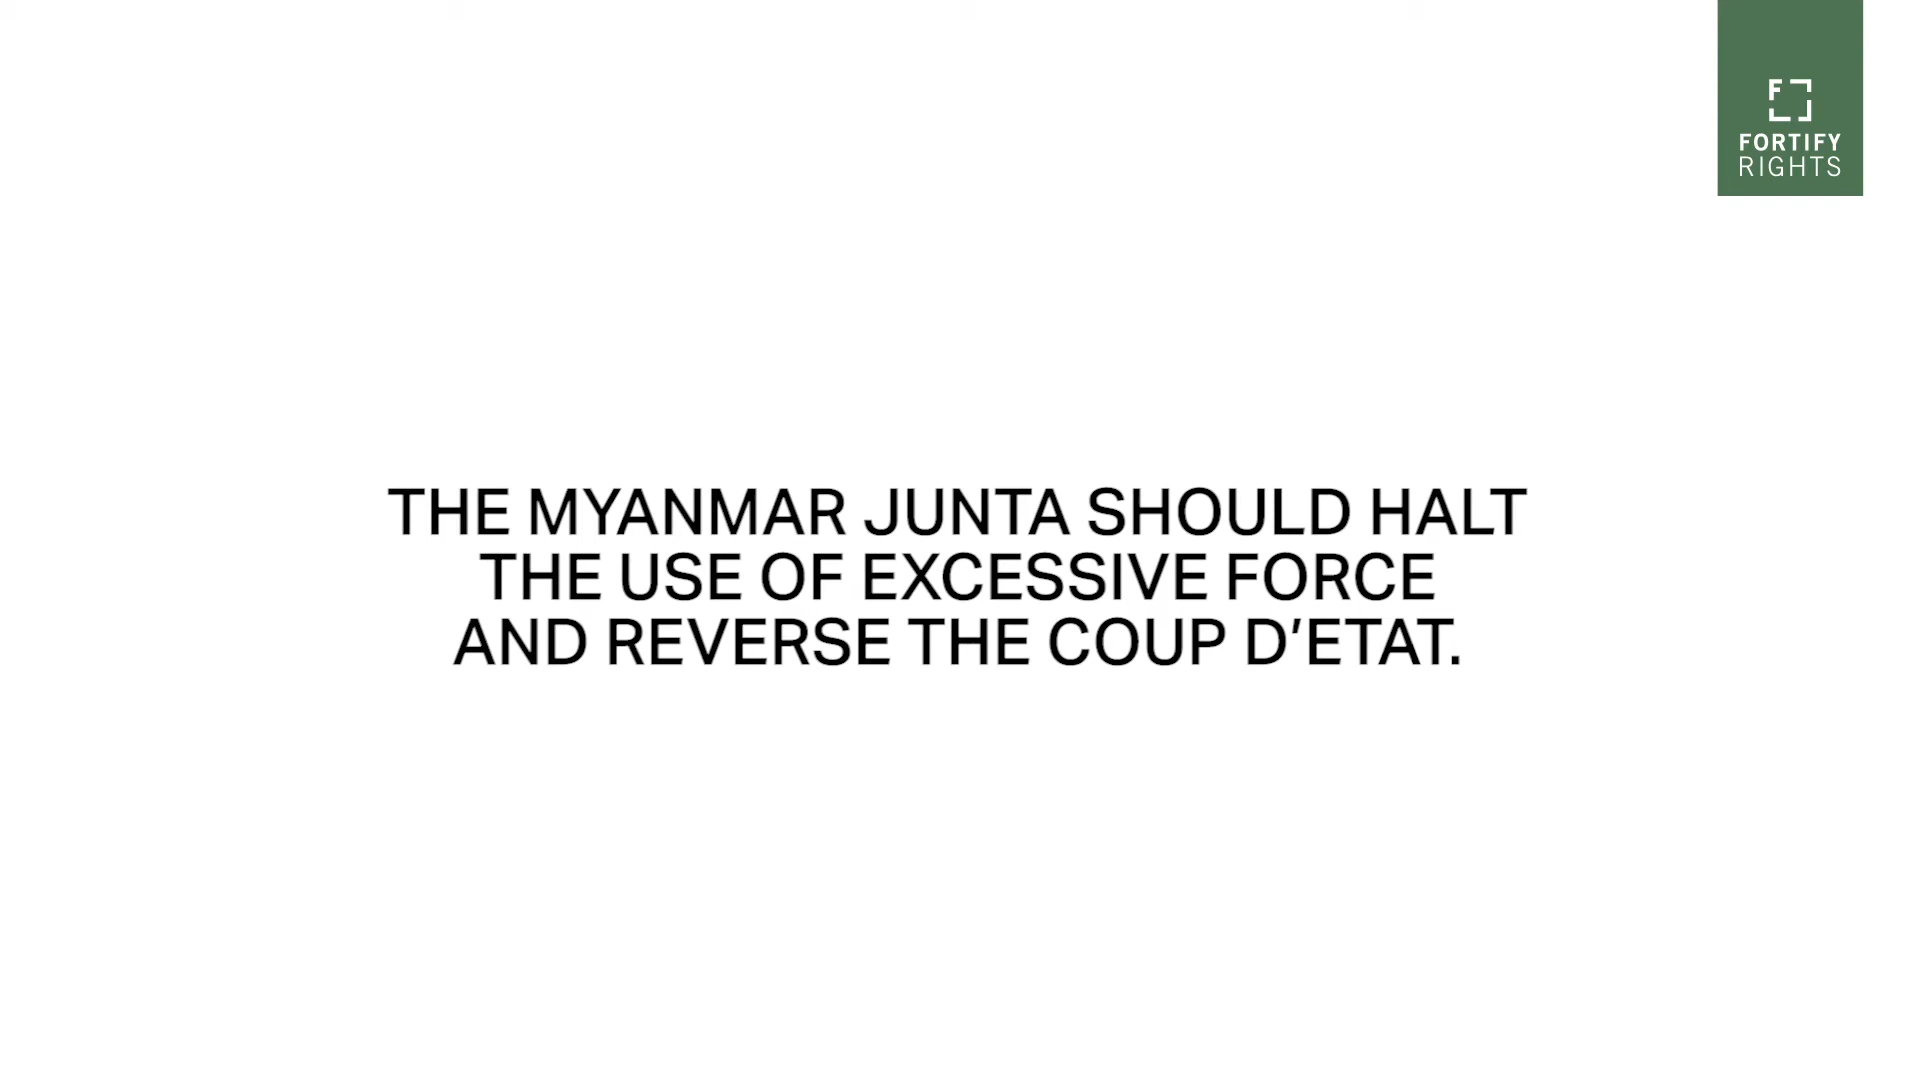 F
FORTIFY
RIGHTS
THE MYANMAR JUNTA SHOULD HALT
THE USE OF EXCESSIVE FORCE
AND REVERSE THE COUP D’ETAT.